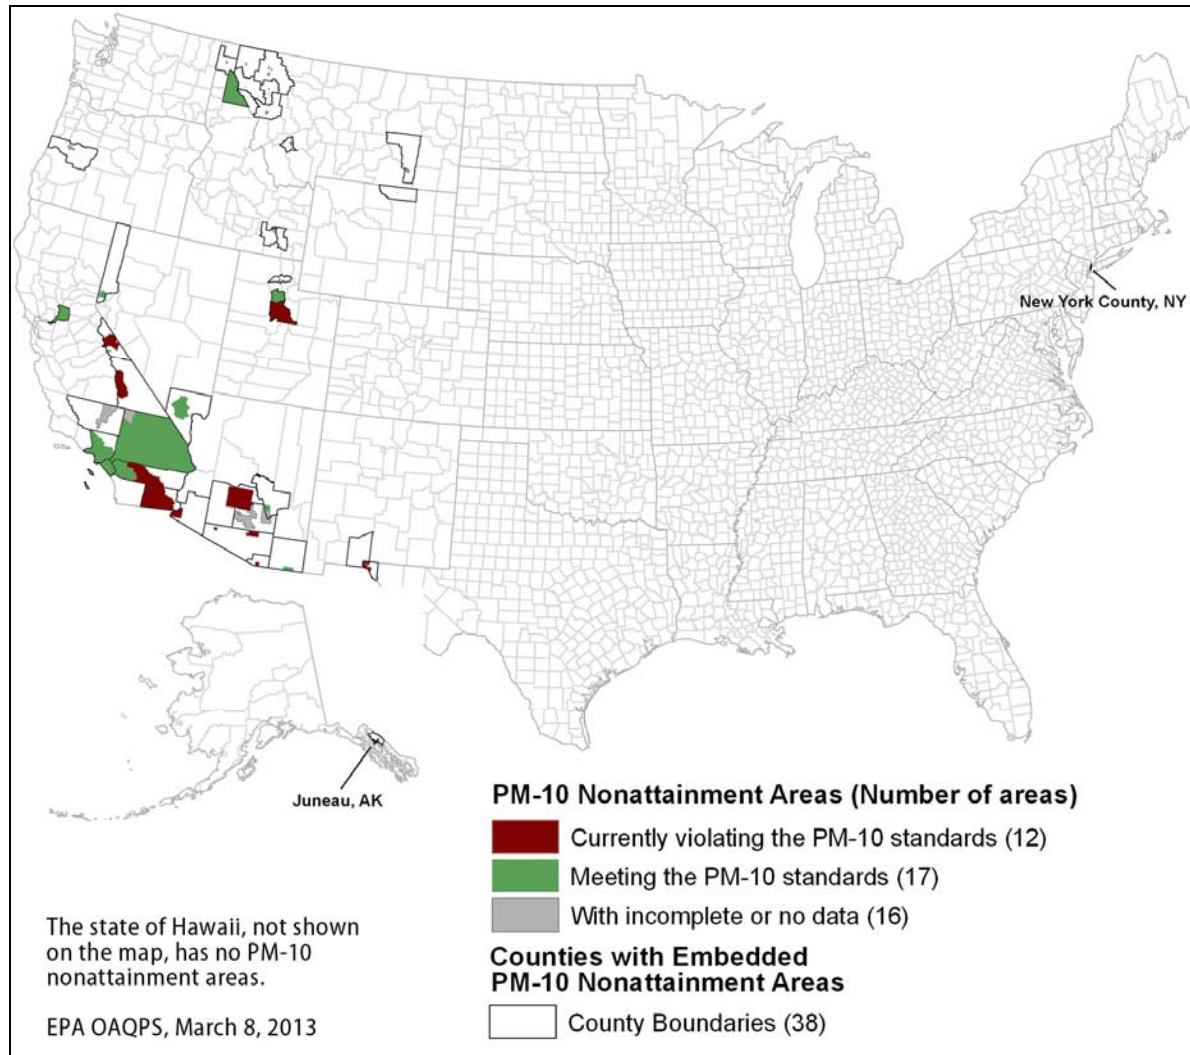 New York County, NY
Juneau, AK
PM-10 Nonattainment Areas (Number of areas)
Currently violating the PM-10 standards (12)
Meeting the PM-10 standards (17)
With incomplete or no data (16)
Counties with Embedded
PM-10 Nonattainment Areas
County Boundaries (38)
The state of Hawaii, not shown
on the map, has no PM-10
nonattainment areas.
EPA OAQPS, March 8, 2013